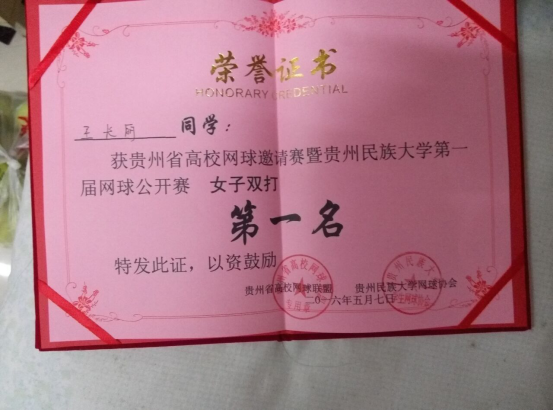 荣誉证书
HONORARY CREDENTIAL
王长丽 同学：
获贵州省高校网球邀请赛暨贵州民族大学第一
届网球公开赛 女子双打
第一名
特发此证，以资鼓励
贵州省高校网球联盟 贵州民族大学网球协会
二〇一六年五月七日